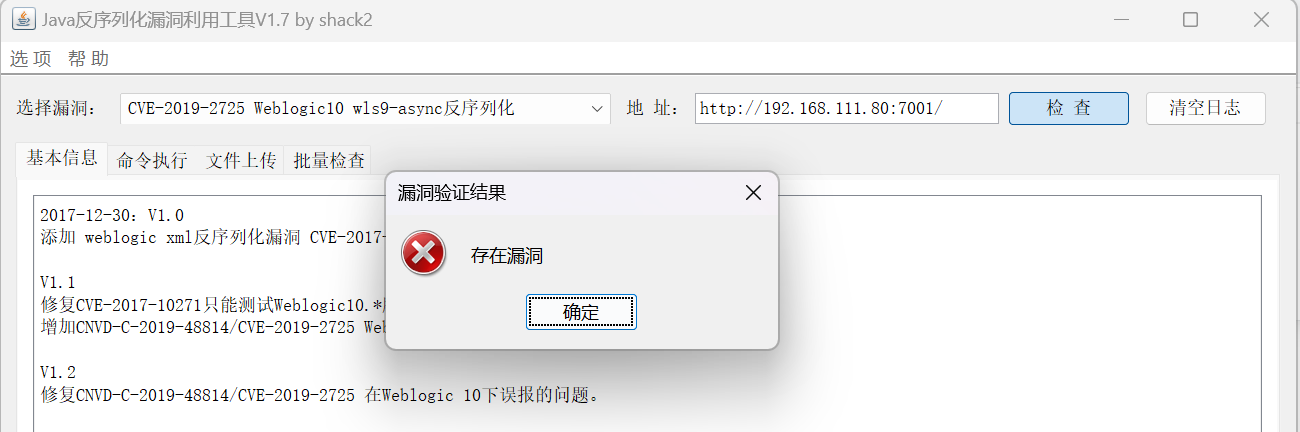 Java反序列化漏洞利用工具V1.7 by shack2
选项 帮助
选择漏洞： CVE-2019-2725 Weblogic10 wls9-async反序列化 地 址： http://192.168.111.80:7001/ 检 查 清空日志
基本信息 命令执行 文件上传 批量检查
漏洞验证结果
2017-12-30：V1.0
添加 weblogic xml反序列化漏洞 CVE-2017-
存在漏洞
V1.1
修复CVE-2017-10271只能测试Weblogic10.*
确定
增加CNVD-C-2019-48814/CVE-2019-2725 We
V1.2
修复CNVD-C-2019-48814/CVE-2019-2725 在Weblogic 10下误报的问题。